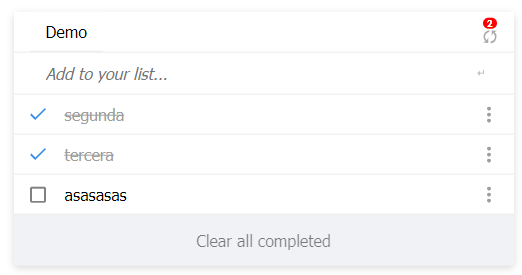 Demo
2
Add to your list...
segunda
tercera
asasasas
Clear all completed